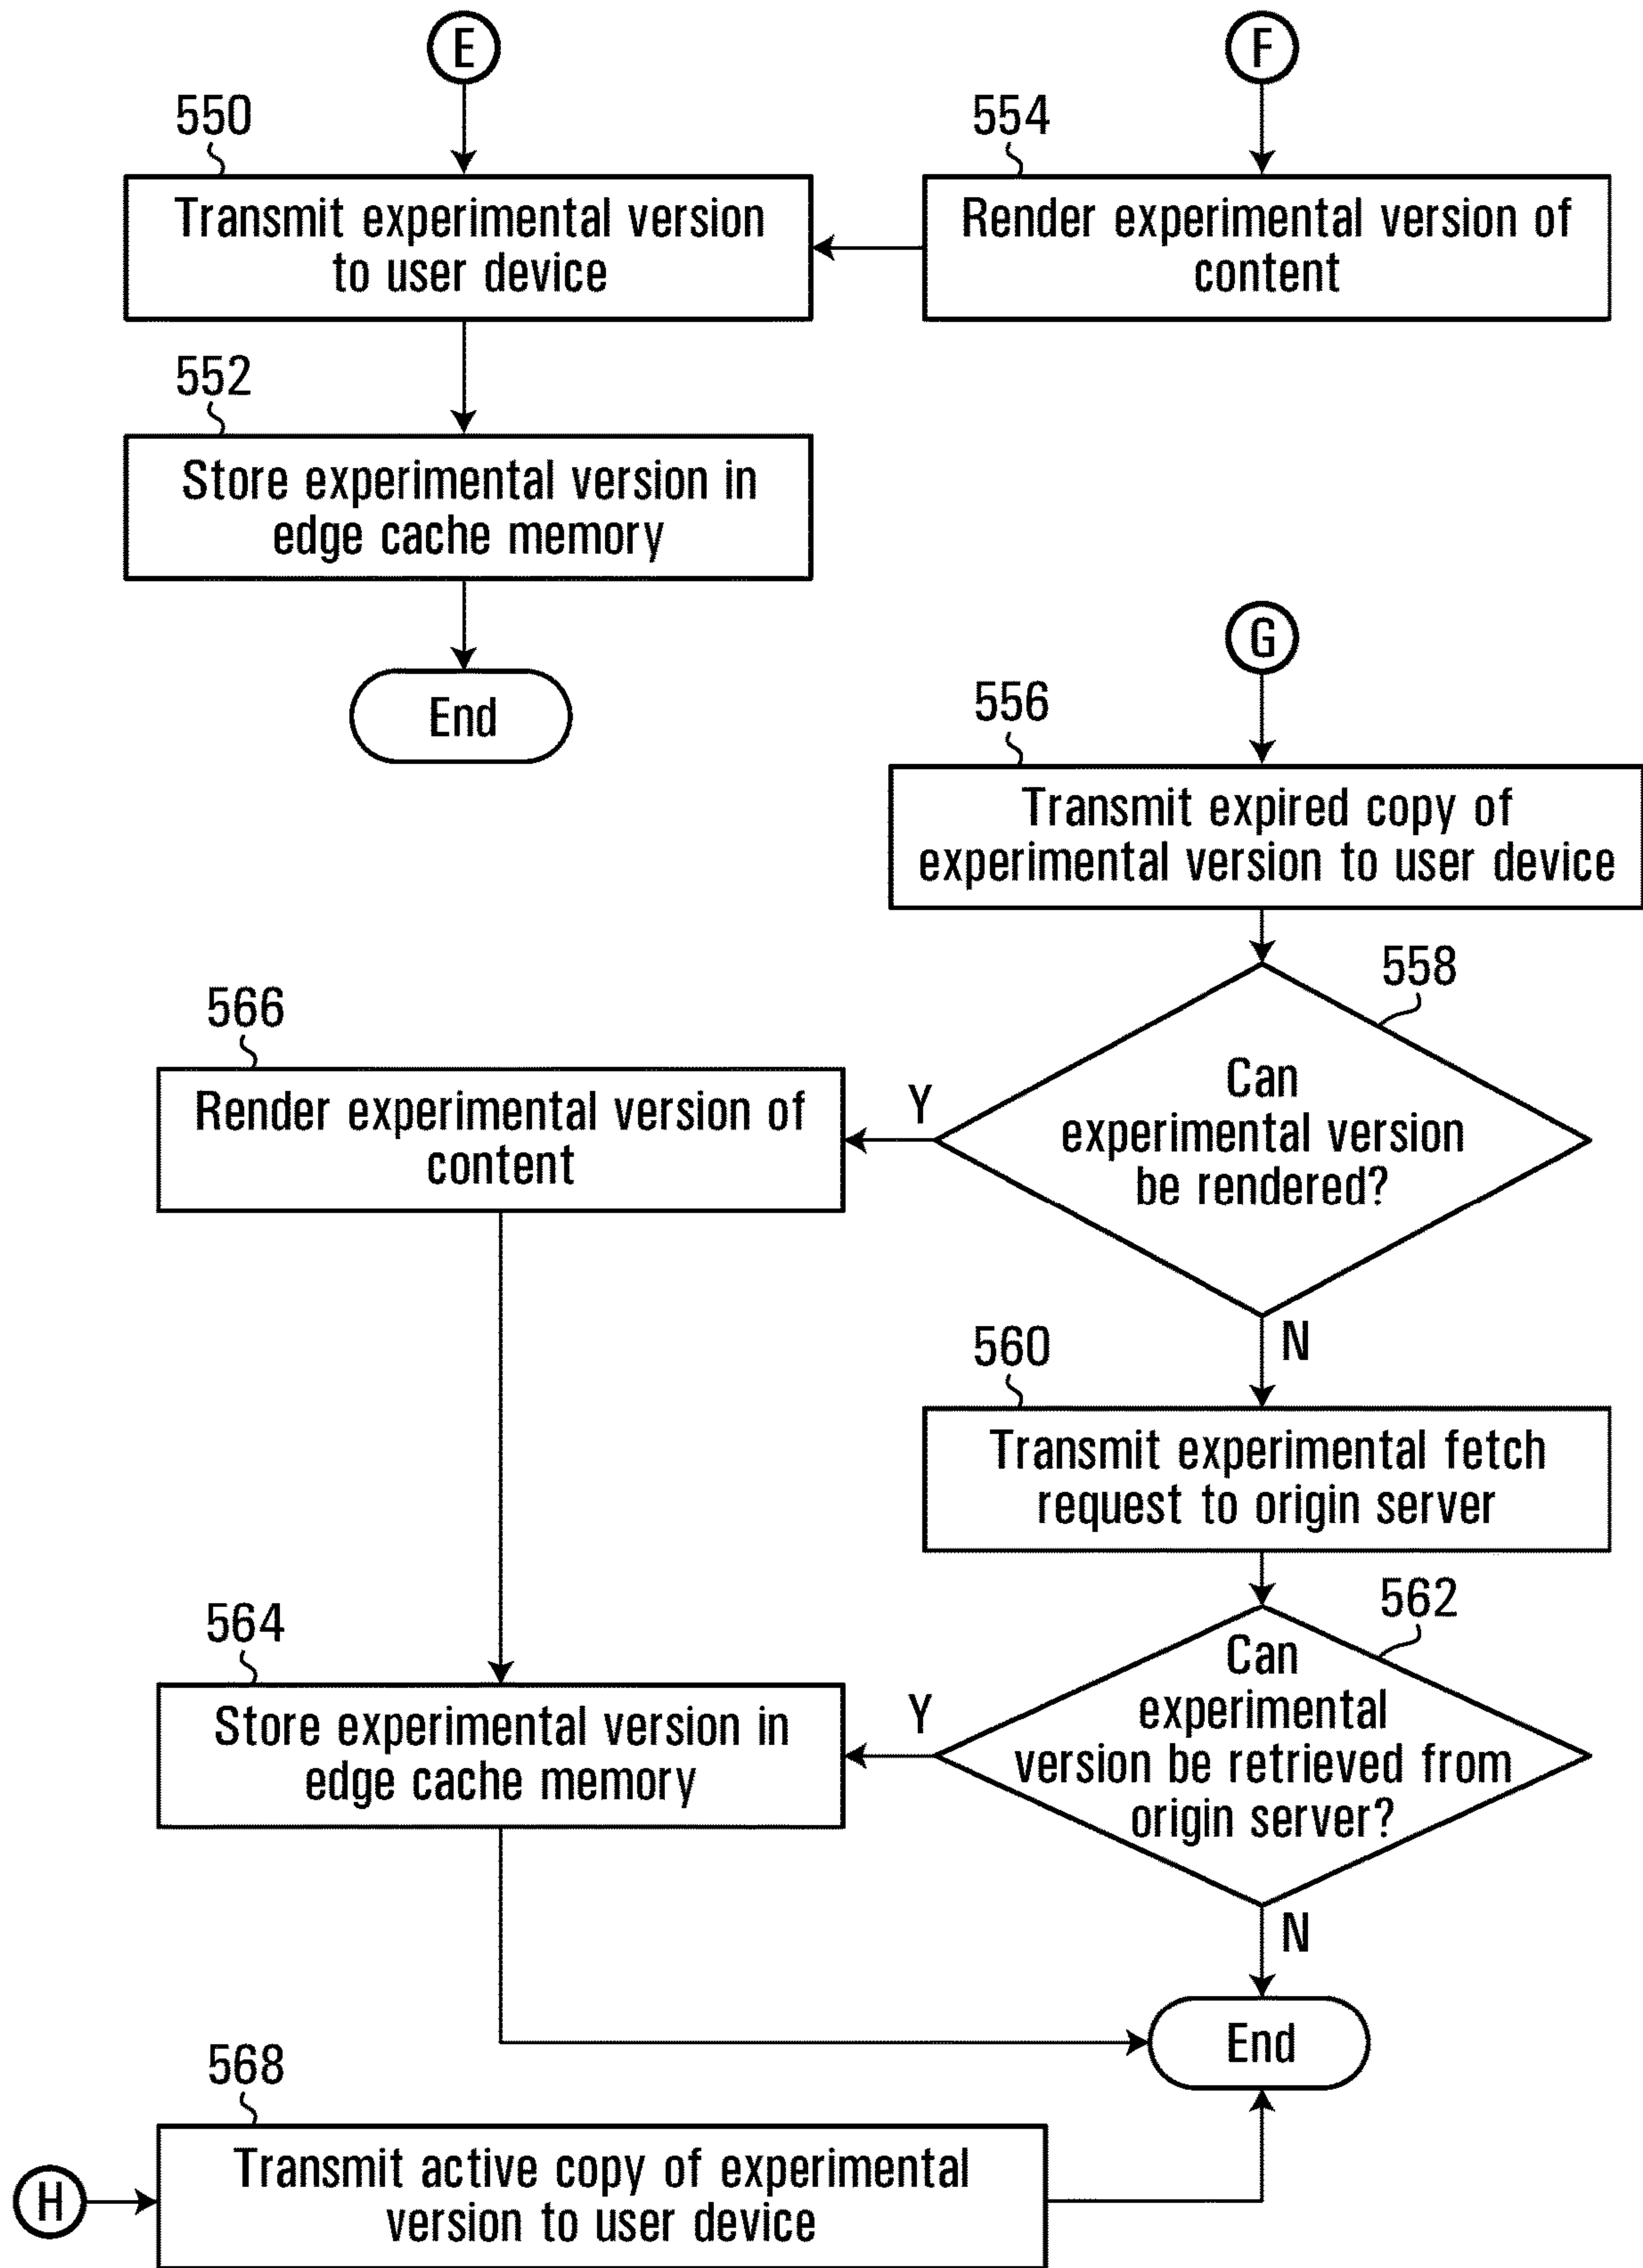 E
F
550
554
Transmit experimental version
to user device
Render experimental version of
content
552
Store experimental version in
edge cache memory
End
G
556
Transmit expired copy of
experimental version to user device
558
566
Render experimental version of
content
Y
Can
experimental version
be rendered?
N
560
Transmit experimental fetch
request to origin server
562
564
Store experimental version in
edge cache memory
Y
Can
experimental
version be retrieved from
origin server?
N
End
568
H
Transmit active copy of experimental
version to user device